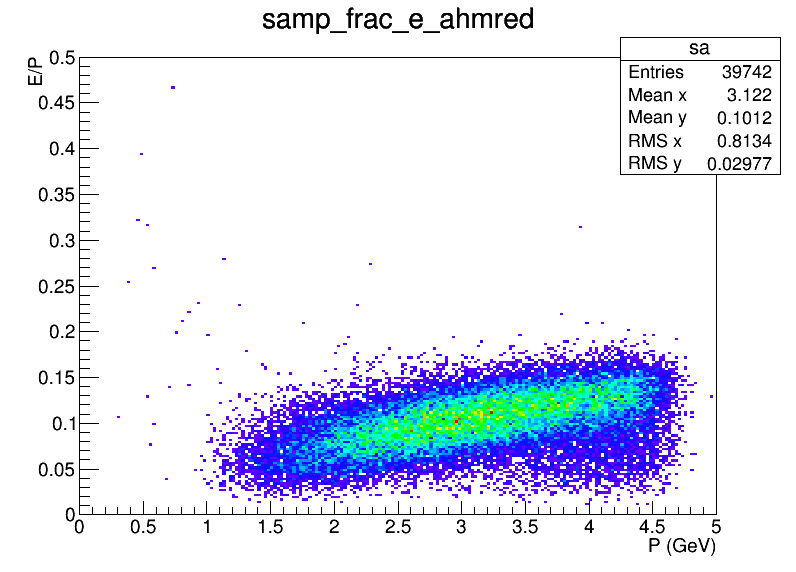 samp_frac_e_ahmred
sa
Entries 39742
Mean x 3.122
Mean y 0.1012
RMS x 0.8134
RMS y 0.02977
E/P
0.5
0.45
0.4
0.35
0.3
0.25
0.2
0.15
0.1
0.05
0
0 0.5 1 1.5 2 2.5 3 3.5 4 4.5 5
P (GeV)